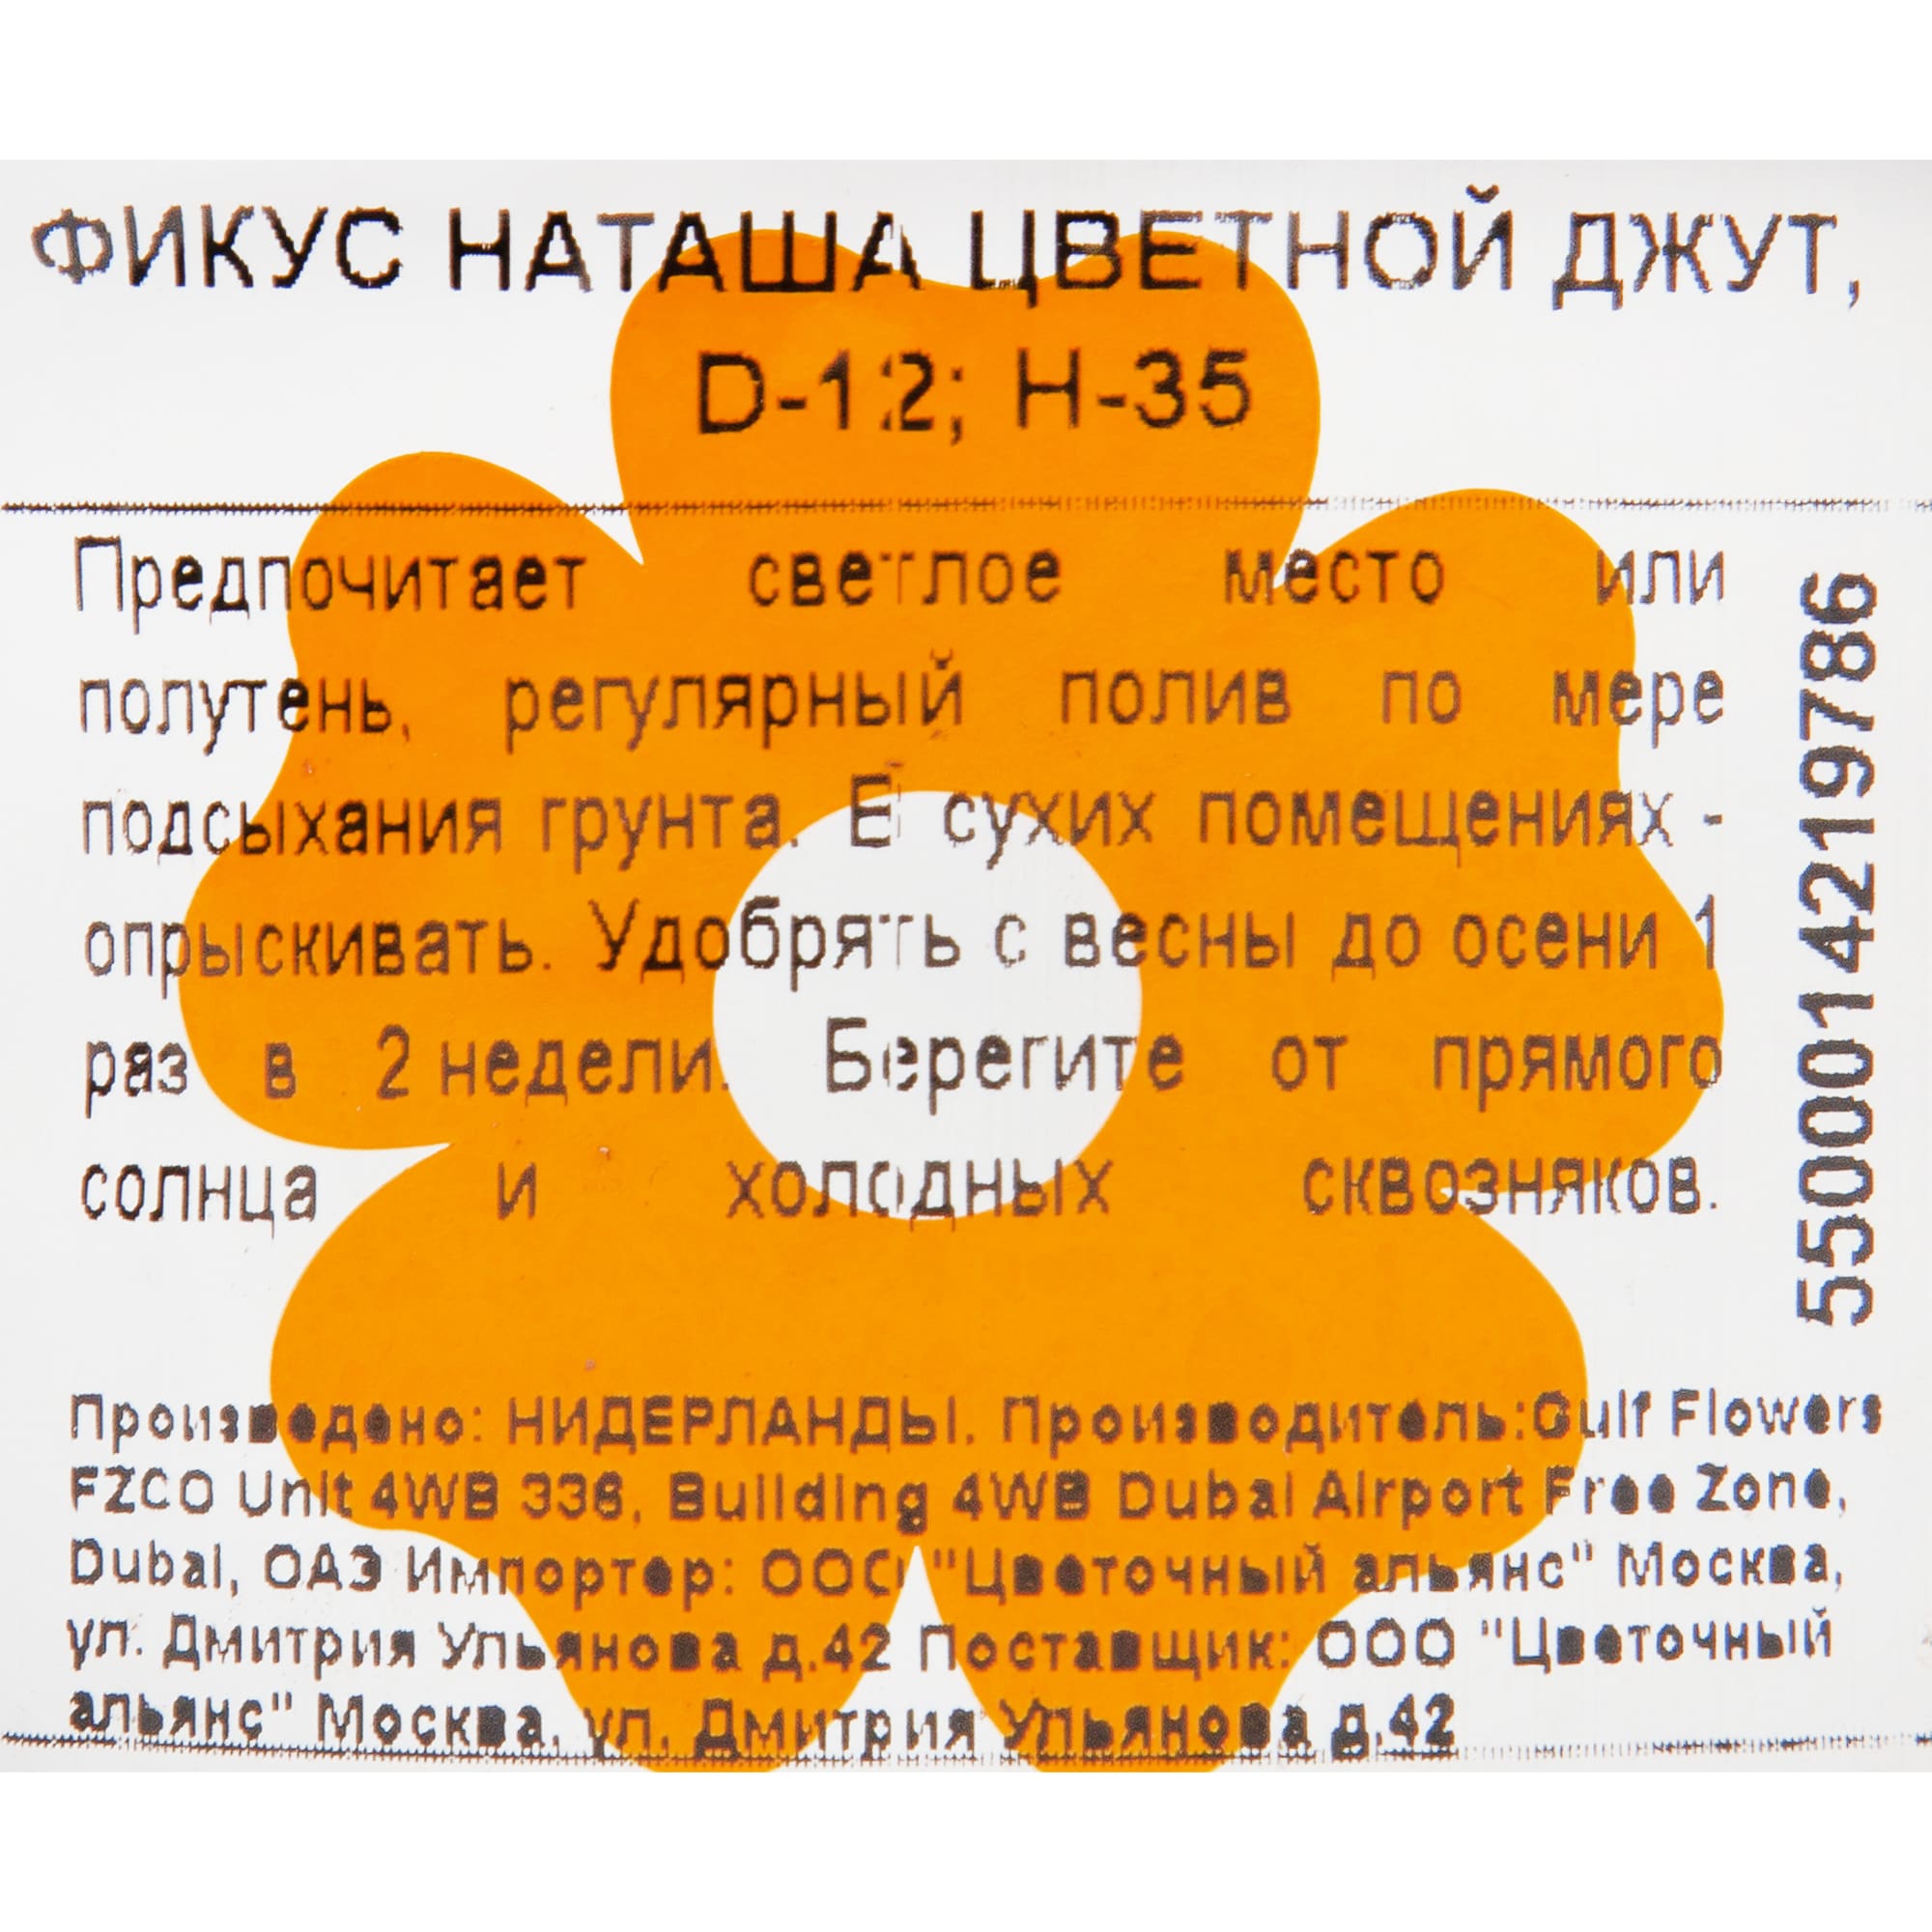 ФИКУС НАТАША ЦВЕТНОЙ ДЖУТ,
D-12; H-35
Предпочитает светлое место или
полутень, регулярный полив по мере
подсыхания грунта. В сухих помещениях -
опрыскивать. Удобрять с весны до осени 1
раз в 2 недели. Берегите от прямого
солнца и холодных сквозняков.
5500014219786
Произведено: НИДЕРЛАНДЫ. Производитель:Gulf Flowers
FZCO Unit 4WB 336, Building 4WB Dubai Airport Free Zone,
Dubai, ОАЭ Импортер: ООО "Цветочный альянс" Москва,
ул. Дмитрия Ульянова д.42 Поставщик: ООО "Цветочный
альянс" Москва, ул. Дмитрия Ульянова д.42